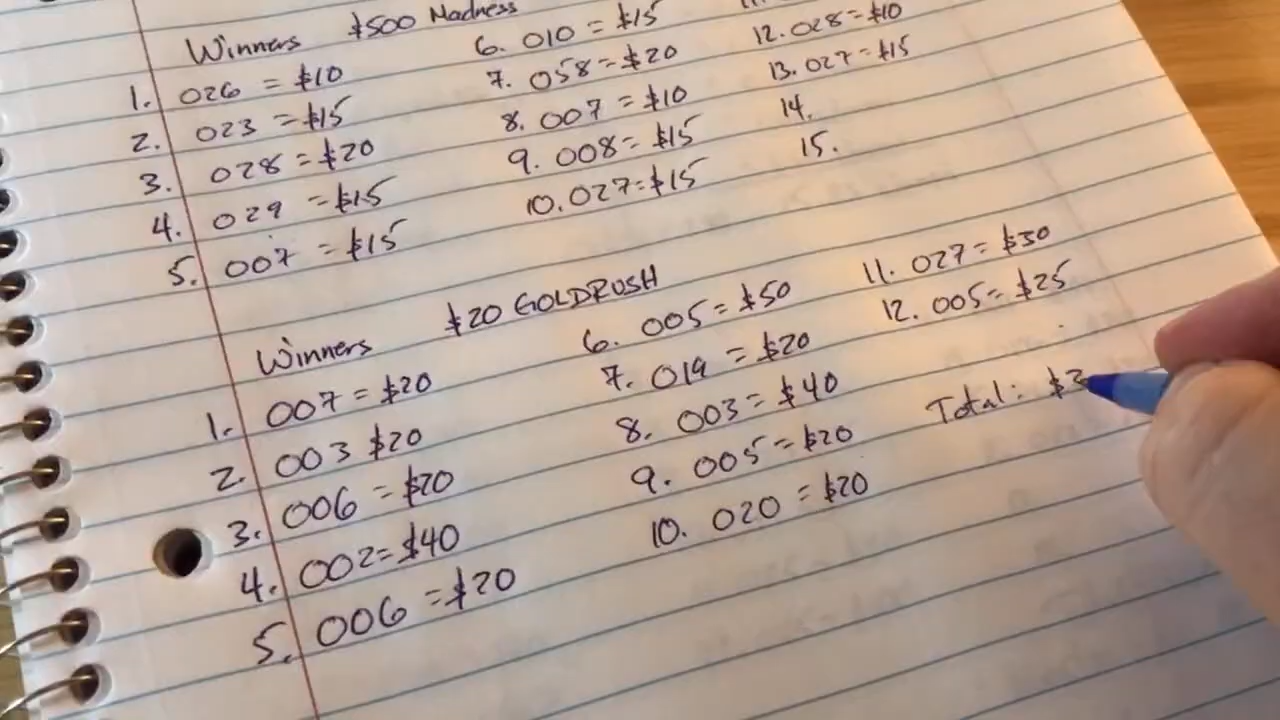 Winners $500 Madness
1. 026 = $10
2. 023 = $15
3. 028 = $20
4. 029 = $15
5. 007 = $15
6. 010 = $15
7. 058 = $20
8. 007 = $10
9. 008 = $15
10. 027 = $15
12. 028 = $10
13. 027 = $15
14.
15.
Winners $20 GOLDRUSH
1. 007 = $20
2. 003 $20
3. 006 = $20
4. 002 = $40
5. 006 = $20
6. 005 = $50
7. 019 = $20
8. 003 = $40
9. 005 = $20
10. 020 = $20
11. 027 = $30
12. 005 = $25
Total: $3